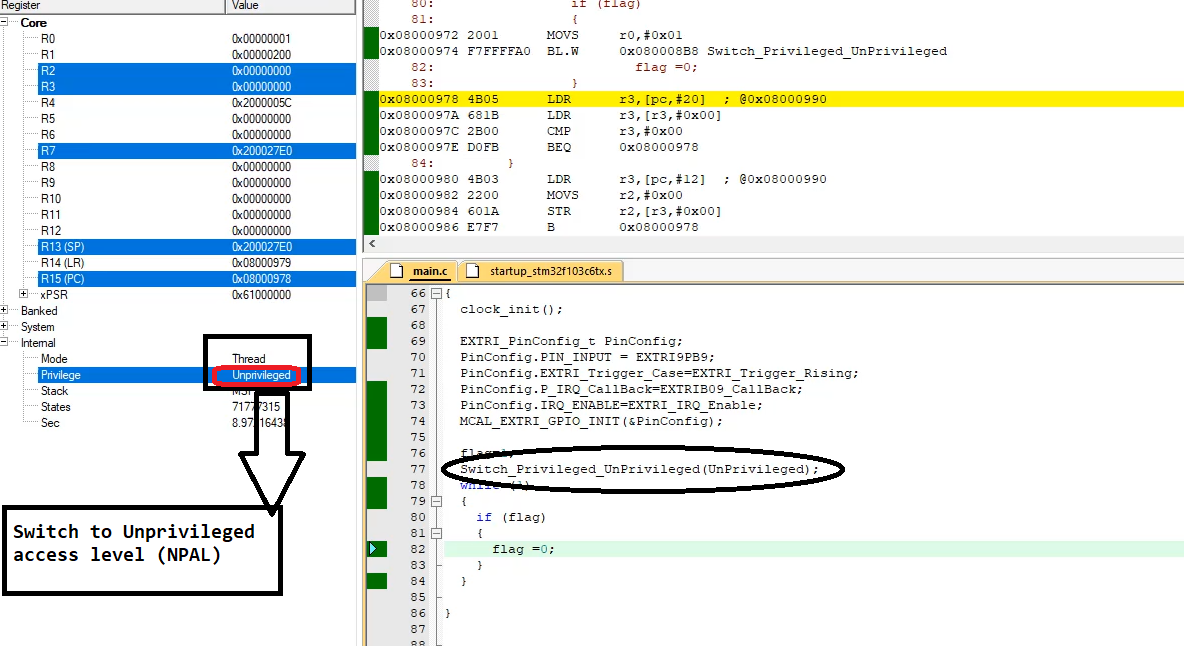 Register Value
Core
R0 0x00000001
R1 0x00000200
R2 0x00000000
R3 0x00000000
R4 0x2000005C
R5 0x00000000
R6 0x00000000
R7 0x200027E0
R8 0x00000000
R9 0x00000000
R10 0x00000000
R11 0x00000000
R12 0x00000000
R13 (SP) 0x200027E0
R14 (LR) 0x08000979
R15 (PC) 0x08000978
xPSR 0x61000000
Banked
System
Internal
Mode Thread
Privilege Unprivileged
Stack
States
Sec
Switch to Unprivileged
access level (NPAL)
80: if (flag)
81: {
0x08000972 2001 MOVS r0,#0x01
0x08000974 F7FFFFA0 BL.W 0x080008B8 Switch_Privileged_UnPrivileged
82: flag =0;
83: }
0x08000978 4B05 LDR r3,[pc,#20] ; @0x08000990
0x0800097A 681B LDR r3,[r3,#0x00]
0x0800097C 2B00 CMP r3,#0x00
0x0800097E D0FB BEQ 0x08000978
84: }
0x08000980 4B03 LDR r3,[pc,#12] ; @0x08000990
0x08000982 2200 MOVS r2,#0x00
0x08000984 601A STR r2,[r3,#0x00]
0x08000986 E7F7 B 0x08000978
main.c startup_stm32f103c6tx.s
66 {
67 clock_init();
68
69 EXTRI_PinConfig_t PinConfig;
70 PinConfig.PIN_INPUT = EXTRI9PB9;
71 PinConfig.EXTRI_Trigger_Case=EXTRI_Trigger_Rising;
72 PinConfig.P_IRQ_CallBack=EXTRIB09_CallBack;
73 PinConfig.IRQ_ENABLE=EXTRI_IRQ_Enable;
74 MCAL_EXTRI_GPIO_INIT(&PinConfig);
75
76
77 Switch_Privileged_UnPrivileged(UnPrivileged);
78 while (1)
79 {
80 if (flag)
81 {
82 flag =0;
83 }
84 }
85
86 }
87
88